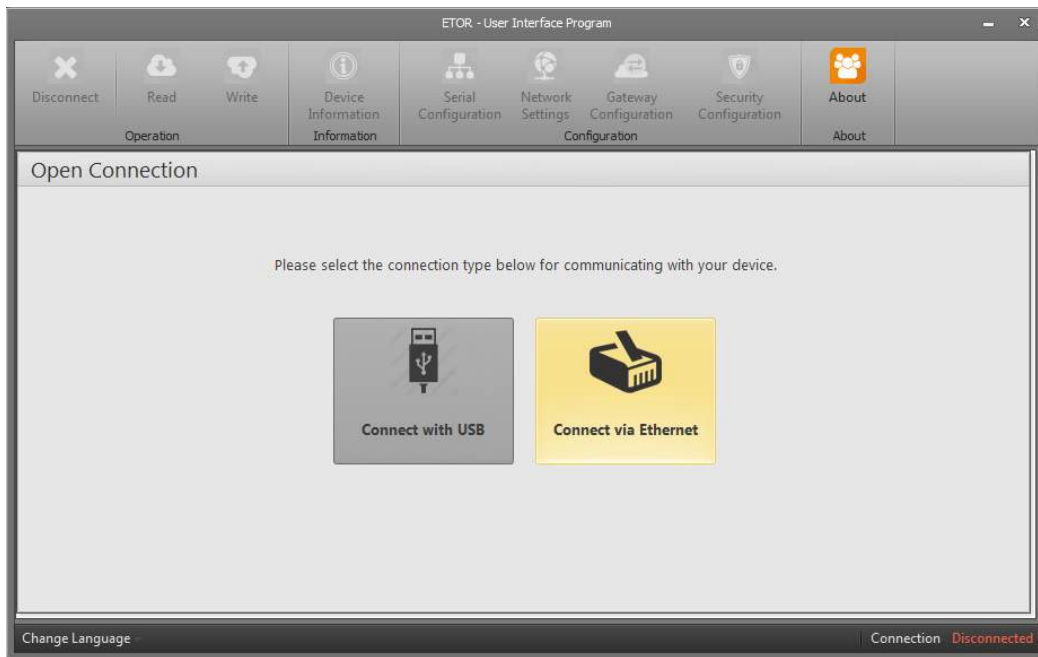 ETOR - User Interface Program
Disconnect
Read
Write
Device
Information
Serial
Configuration
Network
Settings
Gateway
Configuration
Security
Configuration
About
Operation
Information
Configuration
About
Open Connection
Please select the connection type below for communicating with your device.
Connect with USB
Connect via Ethernet
Change Language
Connection Disconnected